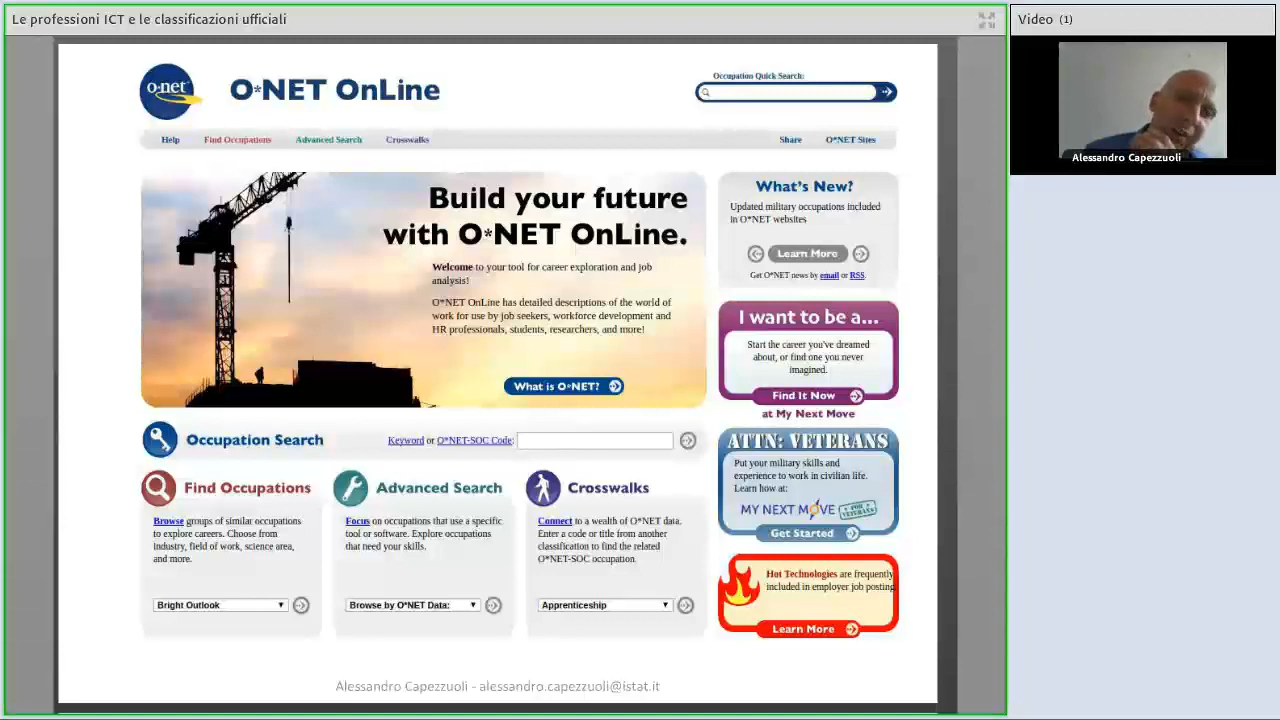 Le professioni ICT e le classificazioni ufficiali
Video (1)
Alessandro Capezzuoli
o·net
O*NET OnLine
Occupation Quick Search:
Help
Find Occupations
Advanced Search
Crosswalks
Share
O*NET Sites
Build your future
with O*NET OnLine.
Welcome to your tool for career exploration and job
analysis!
O*NET OnLine has detailed descriptions of the world of
work for use by job seekers, workforce development and
HR professionals, students, researchers, and more!
What is O*NET?
What's New?
Updated military occupations included
in O*NET websites
Learn More
Get O*NET news by email or RSS.
I want to be a...
Start the career you've dreamed
about, or find one you never
imagined.
Find It Now
at My Next Move
Occupation Search
Keyword or O*NET-SOC Code:
Find Occupations
Browse groups of similar occupations
to explore careers. Choose from
industry, field of work, science area,
and more.
Bright Outlook
Advanced Search
Focus on occupations that use a specific
tool or software. Explore occupations
that need your skills.
Browse by O*NET Data:
Crosswalks
Connect to a wealth of O*NET data.
Enter a code or title from another
classification to find the related
O*NET-SOC occupation.
Apprenticeship
ATTN: VETERANS
Put your military skills and
experience to work in civilian life.
Learn how at:
MY NEXT MOVE
FOR VETERANS
Get Started
Hot Technologies are frequently
included in employer job posting
Learn More
Alessandro Capezzuoli - alessandro.capezzuoli@istat.it